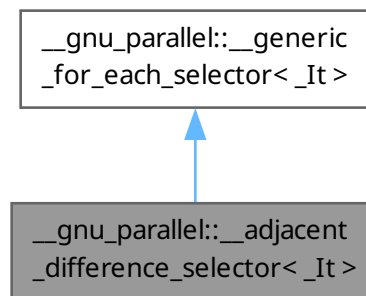 __gnu_parallel::__generic
_for_each_selector< _It >
__gnu_parallel::__adjacent
_difference_selector< _It >